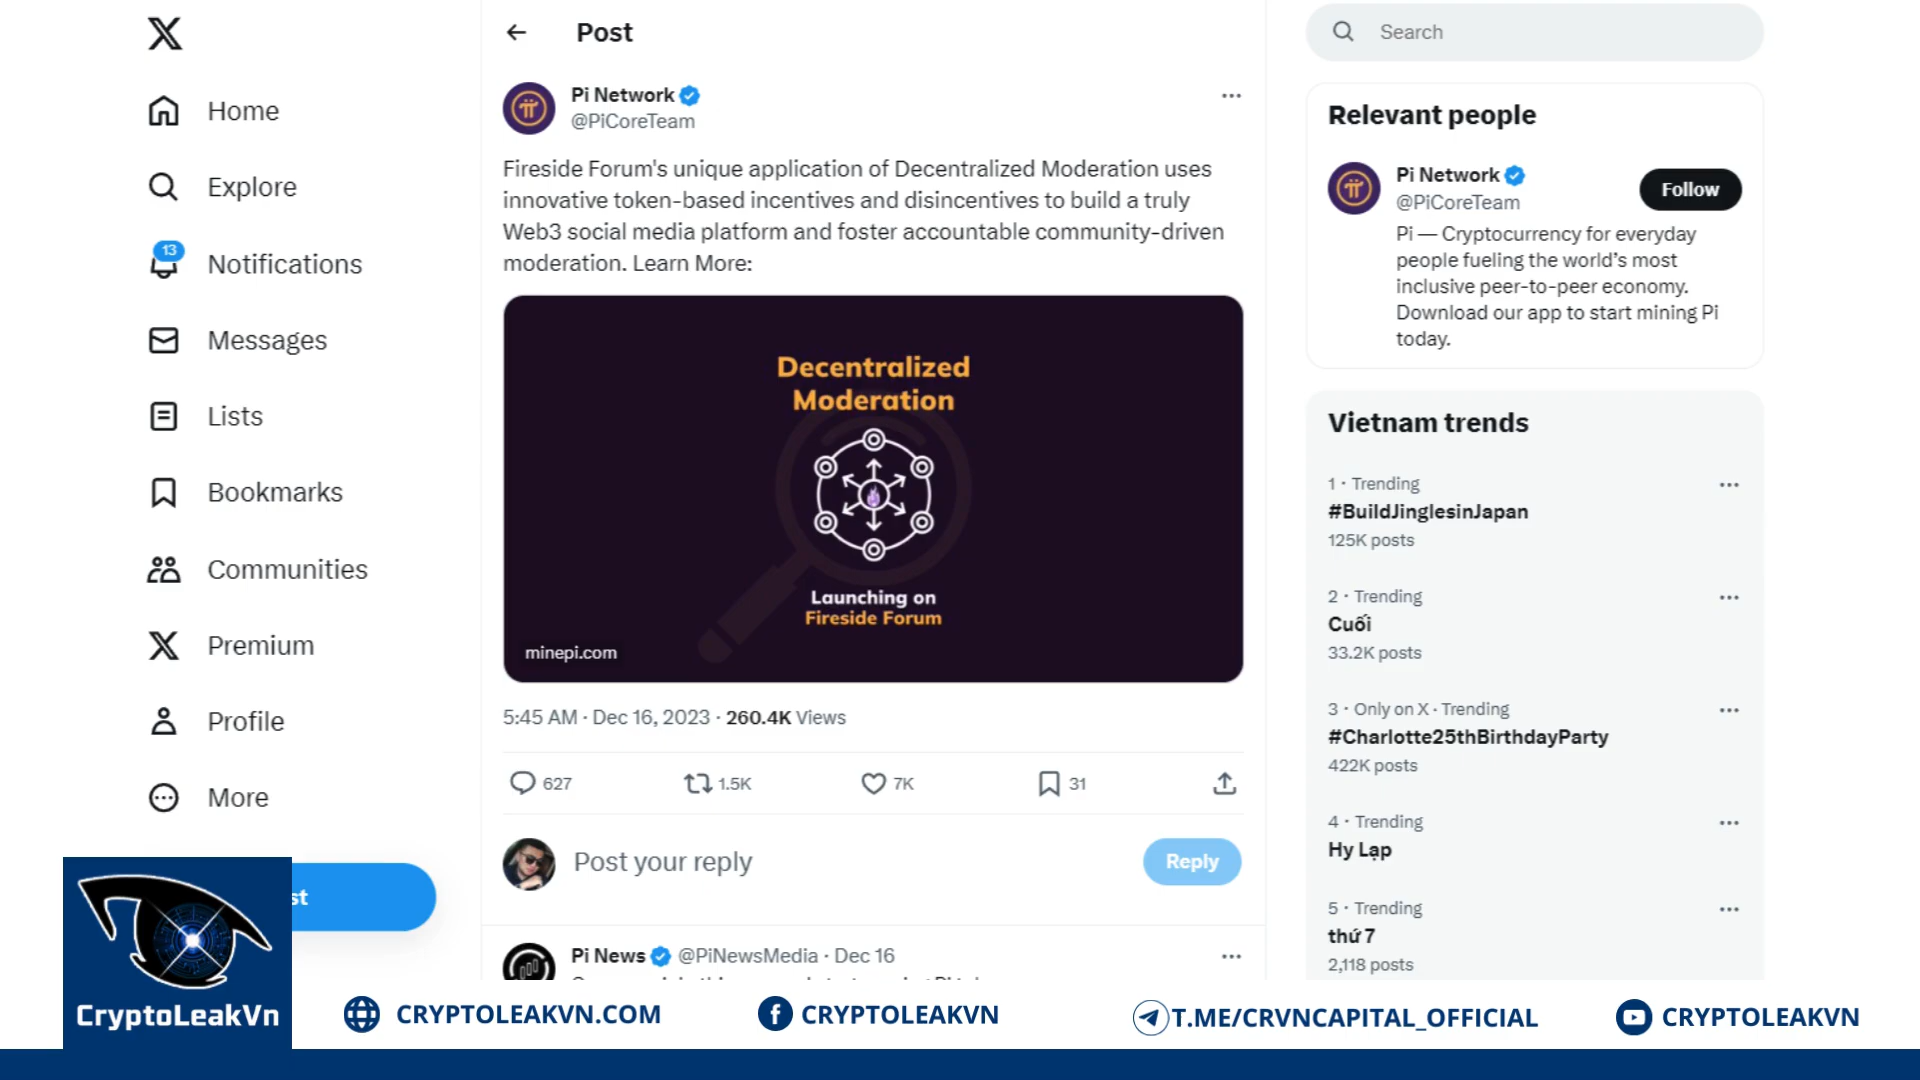 Home
Explore
13
Notifications
Messages
Lists
Bookmarks
Communities
Premium
Profile
More
st
Post
Pi Network
@PiCoreTeam
Fireside Forum's unique application of Decentralized Moderation uses
innovative token-based incentives and disincentives to build a truly
Web3 social media platform and foster accountable community-driven
moderation. Learn More:
Decentralized
Moderation
Launching on
Fireside Forum
minepi.com
5:45 AM · Dec 16, 2023 · 260.4K Views
627 1.5K 7K 31
Post your reply
Reply
Pi News @PiNewsMedia · Dec 16
Search
Relevant people
Pi Network
@PiCoreTeam
Follow
Pi — Cryptocurrency for everyday
people fueling the world's most
inclusive peer-to-peer economy.
Download our app to start mining Pi
today.
Vietnam trends
1 · Trending
#BuildJinglesinJapan
125K posts
2 · Trending
Cuối
33.2K posts
3 · Only on X · Trending
#Charlotte25thBirthdayParty
422K posts
4 · Trending
Hy Lạp
5 · Trending
thứ 7
2,118 posts
CryptoLeakVn
CRYPTOLEAKVN.COM
CRYPTOLEAKVN
T.ME/CRVNCAPITAL_OFFICIAL
CRYPTOLEAKVN